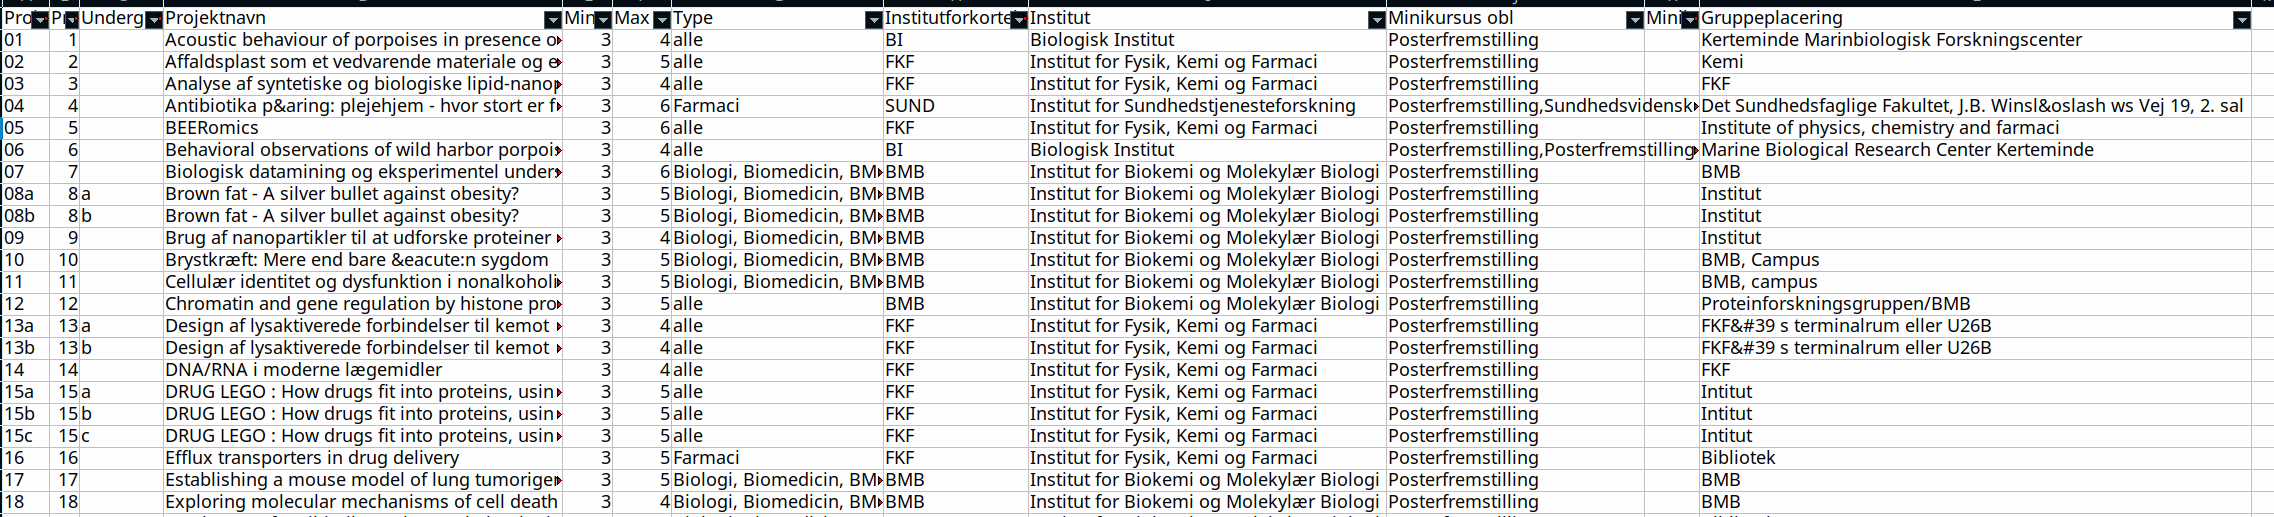 Pro Pr Underg Projektnavn Min Max Type Institutforkorte Institut Minikursus obl Mini Gruppeplacering
01 1 Acoustic behaviour of porpoises in presence o 3 4 alle BI Biologisk Institut Posterfremstilling Kerteminde Marinbiologisk Forskningscenter
02 2 Affaldsplast som et vedvarende materiale og e 3 5 alle FKF Institut for Fysik, Kemi og Farmaci Posterfremstilling Kemi
03 3 Analyse af syntetiske og biologiske lipid-nanop 3 4 alle FKF Institut for Fysik, Kemi og Farmaci Posterfremstilling FKF
04 4 Antibiotika p&aring: plejehjem - hvor stort er f 3 6 Farmaci SUND Institut for Sundhedstjenesteforskning Posterfremstilling,Sundhedsvidensk Det Sundhedsfaglige Fakultet, J.B. Winsl&oslash ws Vej 19, 2. sal
05 5 BEERomics 3 6 alle FKF Institut for Fysik, Kemi og Farmaci Posterfremstilling Institute of physics, chemistry and farmaci
06 6 Behavioral observations of wild harbor porpois 3 4 alle BI Biologisk Institut Posterfremstilling,Posterfremstilling Marine Biological Research Center Kerteminde
07 7 Biologisk datamining og eksperimentel unders 3 6 Biologi, Biomedicin, BM BMB Institut for Biokemi og Molekylær Biologi Posterfremstilling BMB
08a 8 a Brown fat - A silver bullet against obesity? 3 5 Biologi, Biomedicin, BM BMB Institut for Biokemi og Molekylær Biologi Posterfremstilling Institut
08b 8 b Brown fat - A silver bullet against obesity? 3 5 Biologi, Biomedicin, BM BMB Institut for Biokemi og Molekylær Biologi Posterfremstilling Institut
09 9 Brug af nanopartikler til at udforske proteiner 3 4 Biologi, Biomedicin, BM BMB Institut for Biokemi og Molekylær Biologi Posterfremstilling Institut
10 10 Brystkræft: Mere end bare &eacute:n sygdom 3 5 Biologi, Biomedicin, BM BMB Institut for Biokemi og Molekylær Biologi Posterfremstilling BMB, Campus
11 11 Cellulær identitet og dysfunktion i nonalkoholi 3 5 Biologi, Biomedicin, BM BMB Institut for Biokemi og Molekylær Biologi Posterfremstilling BMB, campus
12 12 Chromatin and gene regulation by histone pro 3 5 alle BMB Institut for Biokemi og Molekylær Biologi Posterfremstilling Proteinforskningsgruppen/BMB
13a 13 a Design af lysaktiverede forbindelser til kemot 3 4 alle FKF Institut for Fysik, Kemi og Farmaci Posterfremstilling FKF&#39 s terminalrum eller U26B
13b 13 b Design af lysaktiverede forbindelser til kemot 3 4 alle FKF Institut for Fysik, Kemi og Farmaci Posterfremstilling FKF&#39 s terminalrum eller U26B
14 14 DNA/RNA i moderne lægemidler 3 4 alle FKF Institut for Fysik, Kemi og Farmaci Posterfremstilling FKF
15a 15 a DRUG LEGO : How drugs fit into proteins, usin 3 5 alle FKF Institut for Fysik, Kemi og Farmaci Posterfremstilling Intitut
15b 15 b DRUG LEGO : How drugs fit into proteins, usin 3 5 alle FKF Institut for Fysik, Kemi og Farmaci Posterfremstilling Intitut
15c 15 c DRUG LEGO : How drugs fit into proteins, usin 3 5 alle FKF Institut for Fysik, Kemi og Farmaci Posterfremstilling Intitut
16 16 Efflux transporters in drug delivery 3 5 Farmaci FKF Institut for Fysik, Kemi og Farmaci Posterfremstilling Bibliotek
17 17 Establishing a mouse model of lung tumoriger 3 5 Biologi, Biomedicin, BM BMB Institut for Biokemi og Molekylær Biologi Posterfremstilling BMB
18 18 Exploring molecular mechanisms of cell death 3 4 Biologi, Biomedicin, BM BMB Institut for Biokemi og Molekylær Biologi Posterfremstilling BMB